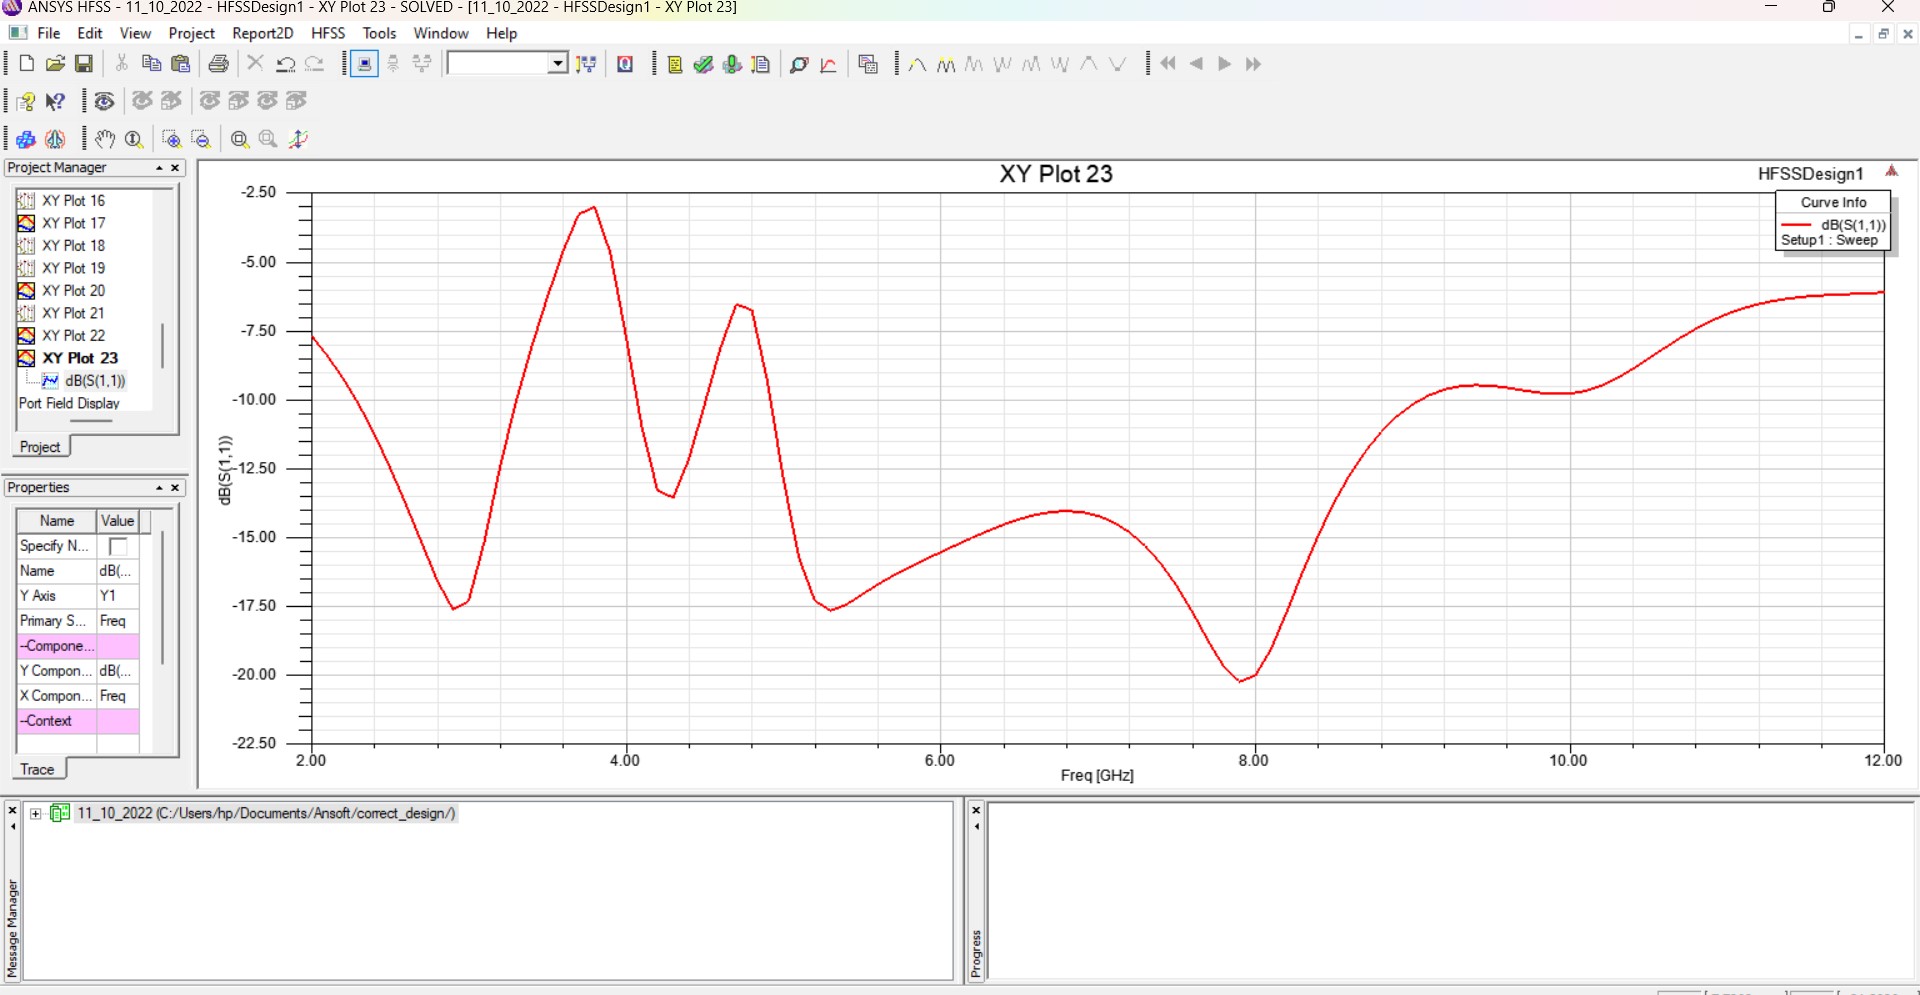 ANSYS HFSS - 11_10_2022 - HFSSDesign1 - XY Plot 23 - SOLVED - [11_10_2022 - HFSSDesign1 - XY Plot 23]
File Edit View Project Report2D HFSS Tools Window Help
Project Manager
XY Plot 16
XY Plot 17
XY Plot 18
XY Plot 19
XY Plot 20
XY Plot 21
XY Plot 22
XY Plot 23
dB(S(1,1))
Port Field Display
Project
Properties
Name Value
Specify N...
Name dB(...
Y Axis Y1
Primary S... Freq
--Compone...
Y Compon... dB(...
X Compon... Freq
--Context
Trace
XY Plot 23
HFSSDesign1
Curve Info
dB(S(1,1))
Setup1 : Sweep
-2.50
-5.00
-7.50
-10.00
-12.50
-15.00
-17.50
-20.00
-22.50
dB(S(1,1))
2.00 4.00 6.00 8.00 10.00 12.00
Freq [GHz]
11_10_2022 (C:/Users/hp/Documents/Ansoft/correct_design/)
Message Manager
Progress